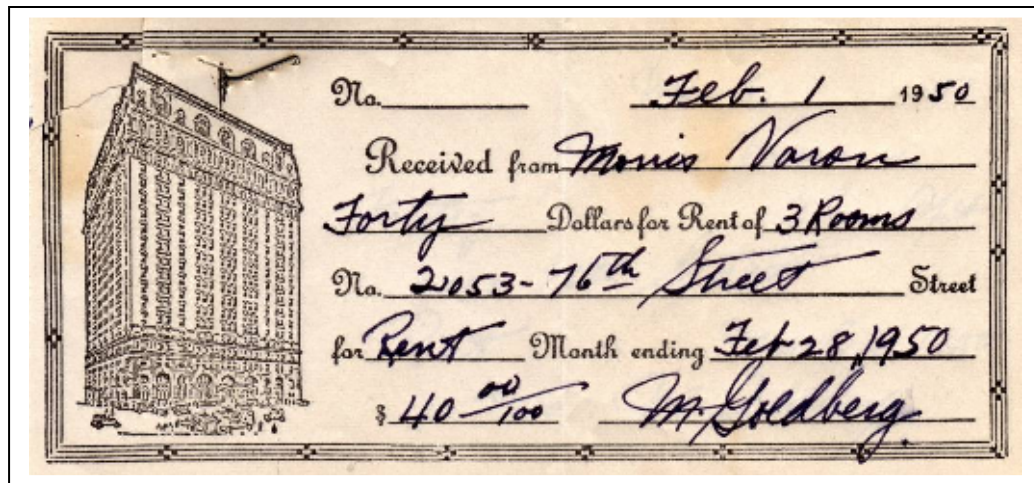 No. Feb. 1 1950
Received from Morris Varon
Forty Dollars for Rent of 3 Rooms
No. 2053-76th Street Street
for Rent Month ending Feb 28, 1950
$ 40 00/100 M. Goldberg